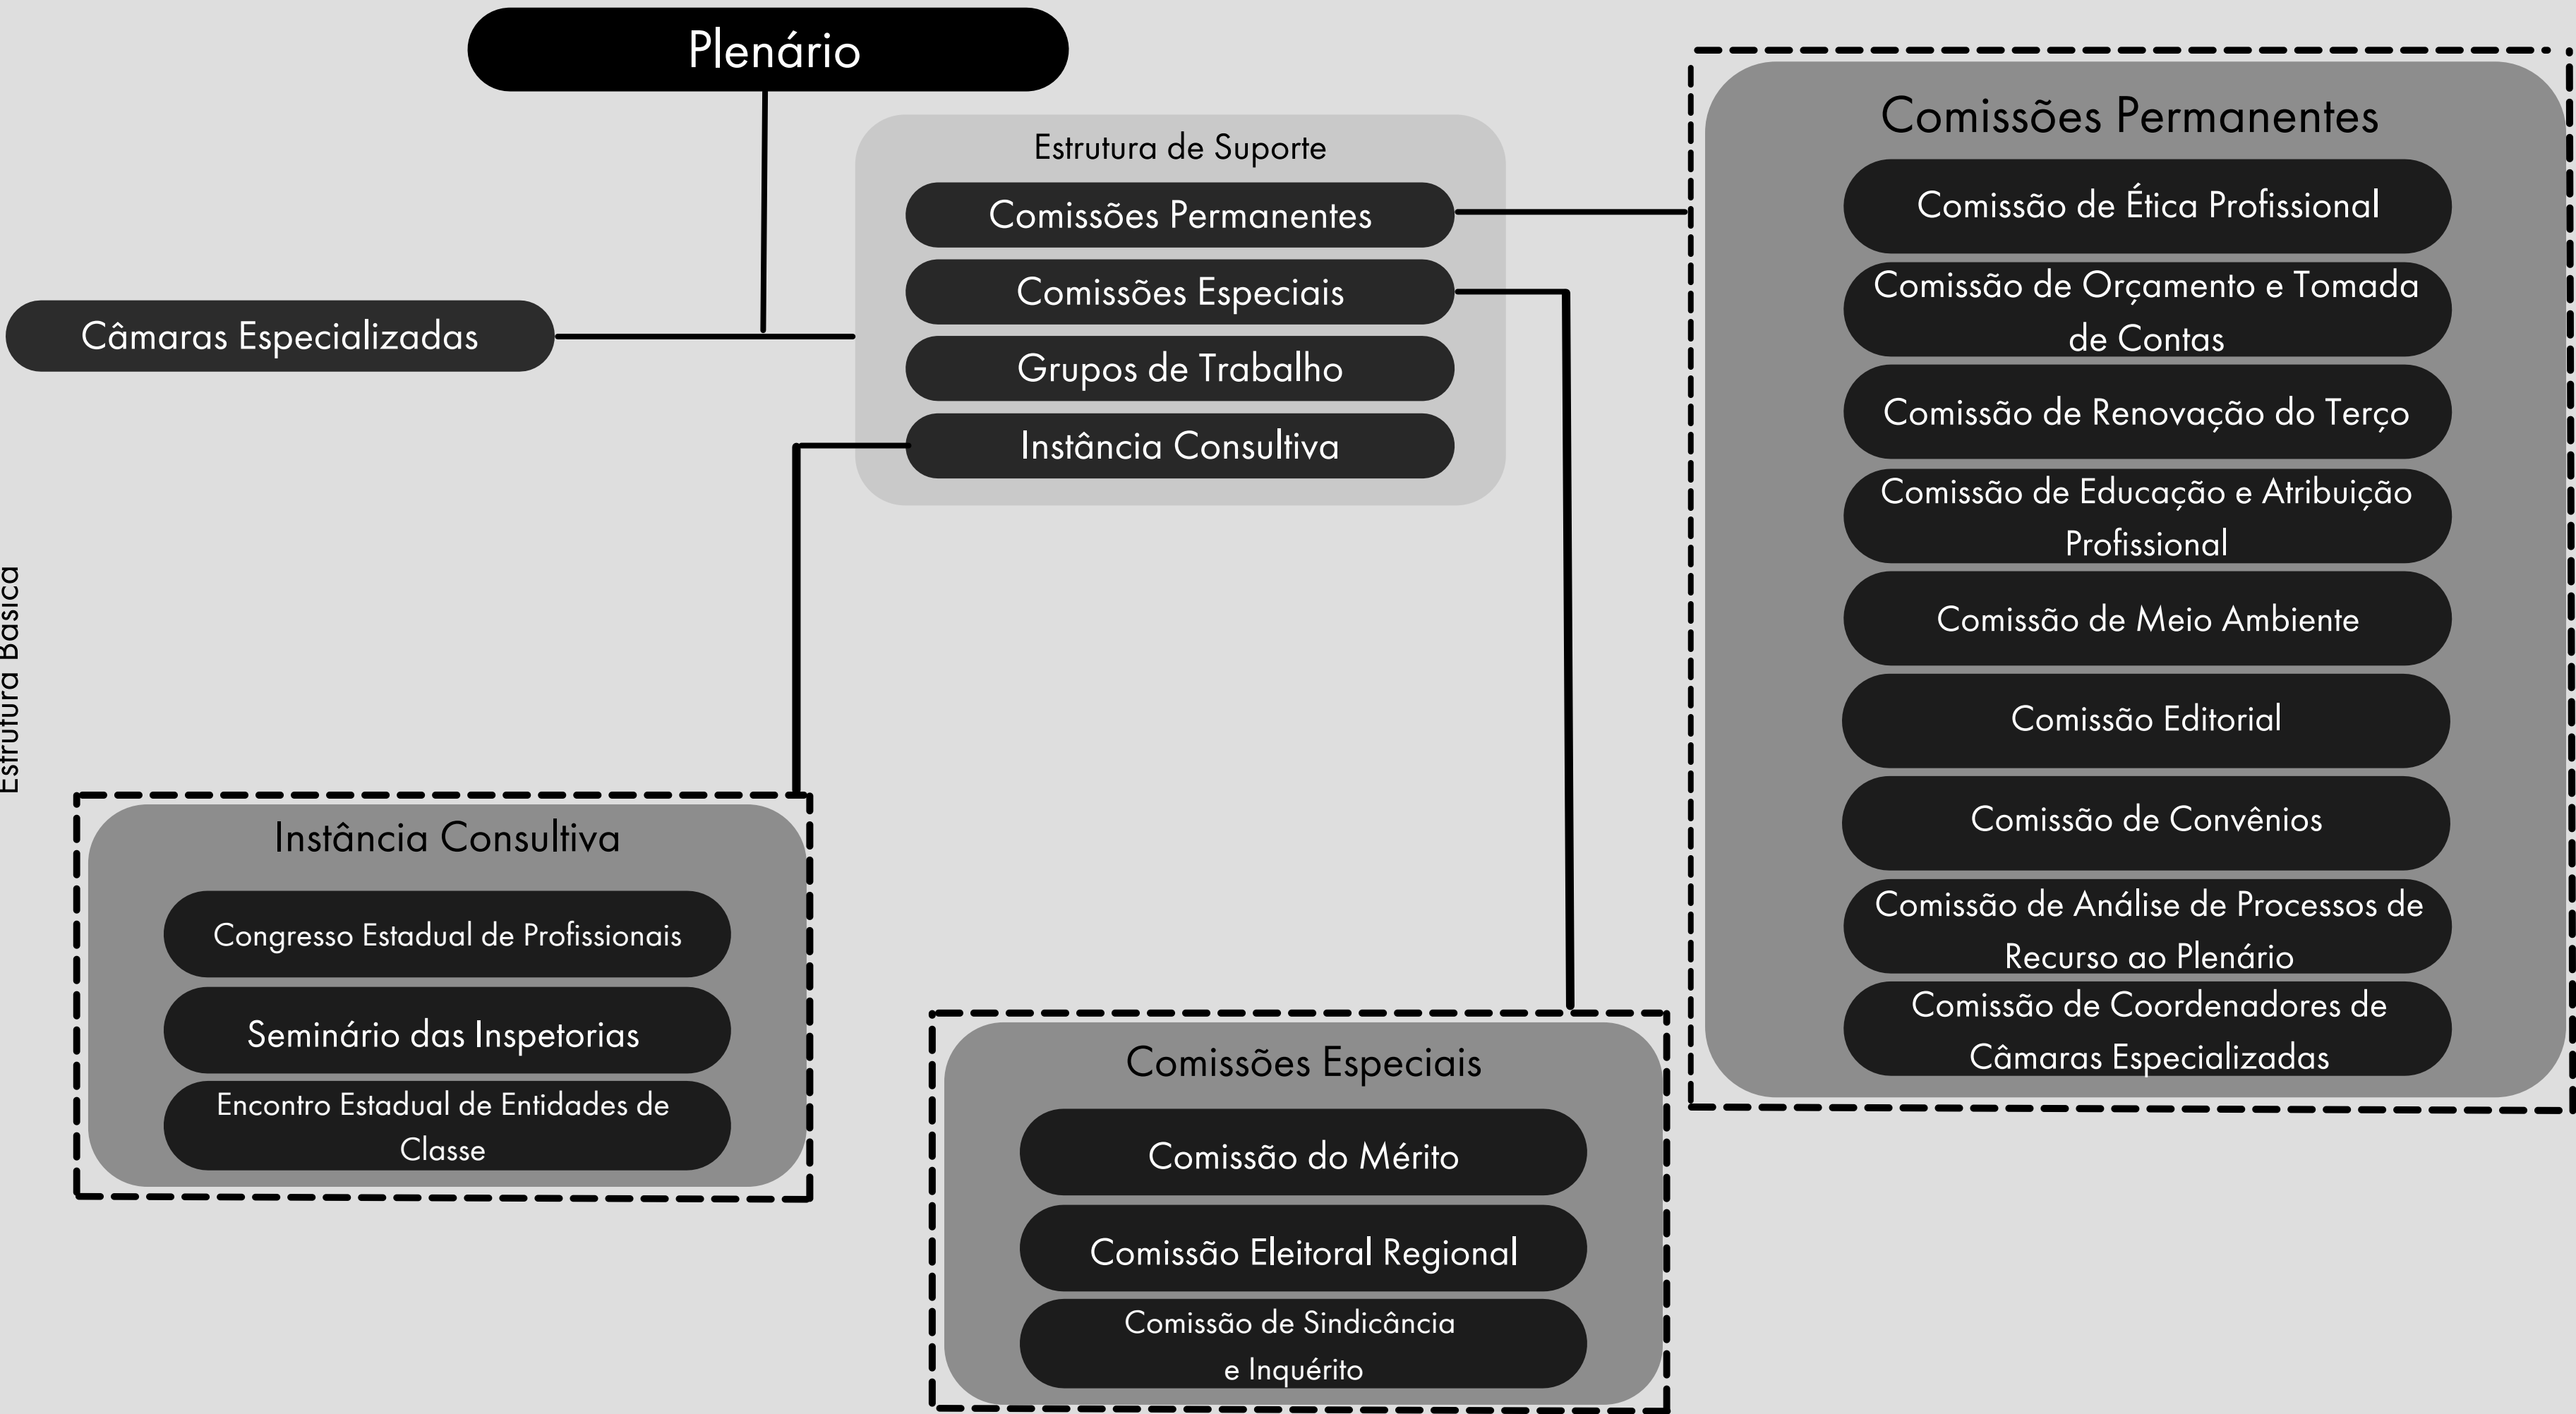 Plenário
Estrutura de Suporte
Comissões Permanentes
Comissões Especiais
Grupos de Trabalho
Instância Consultiva
Câmaras Especializadas
Estrutura Básica
Instância Consultiva
Congresso Estadual de Profissionais
Seminário das Inspetorias
Encontro Estadual de Entidades de
Classe
Comissões Especiais
Comissão do Mérito
Comissão Eleitoral Regional
Comissão de Sindicância
e Inquérito
Comissões Permanentes
Comissão de Ética Profissional
Comissão de Orçamento e Tomada
de Contas
Comissão de Renovação do Terço
Comissão de Educação e Atribuição
Profissional
Comissão de Meio Ambiente
Comissão Editorial
Comissão de Convênios
Comissão de Análise de Processos de
Recurso ao Plenário
Comissão de Coordenadores de
Câmaras Especializadas